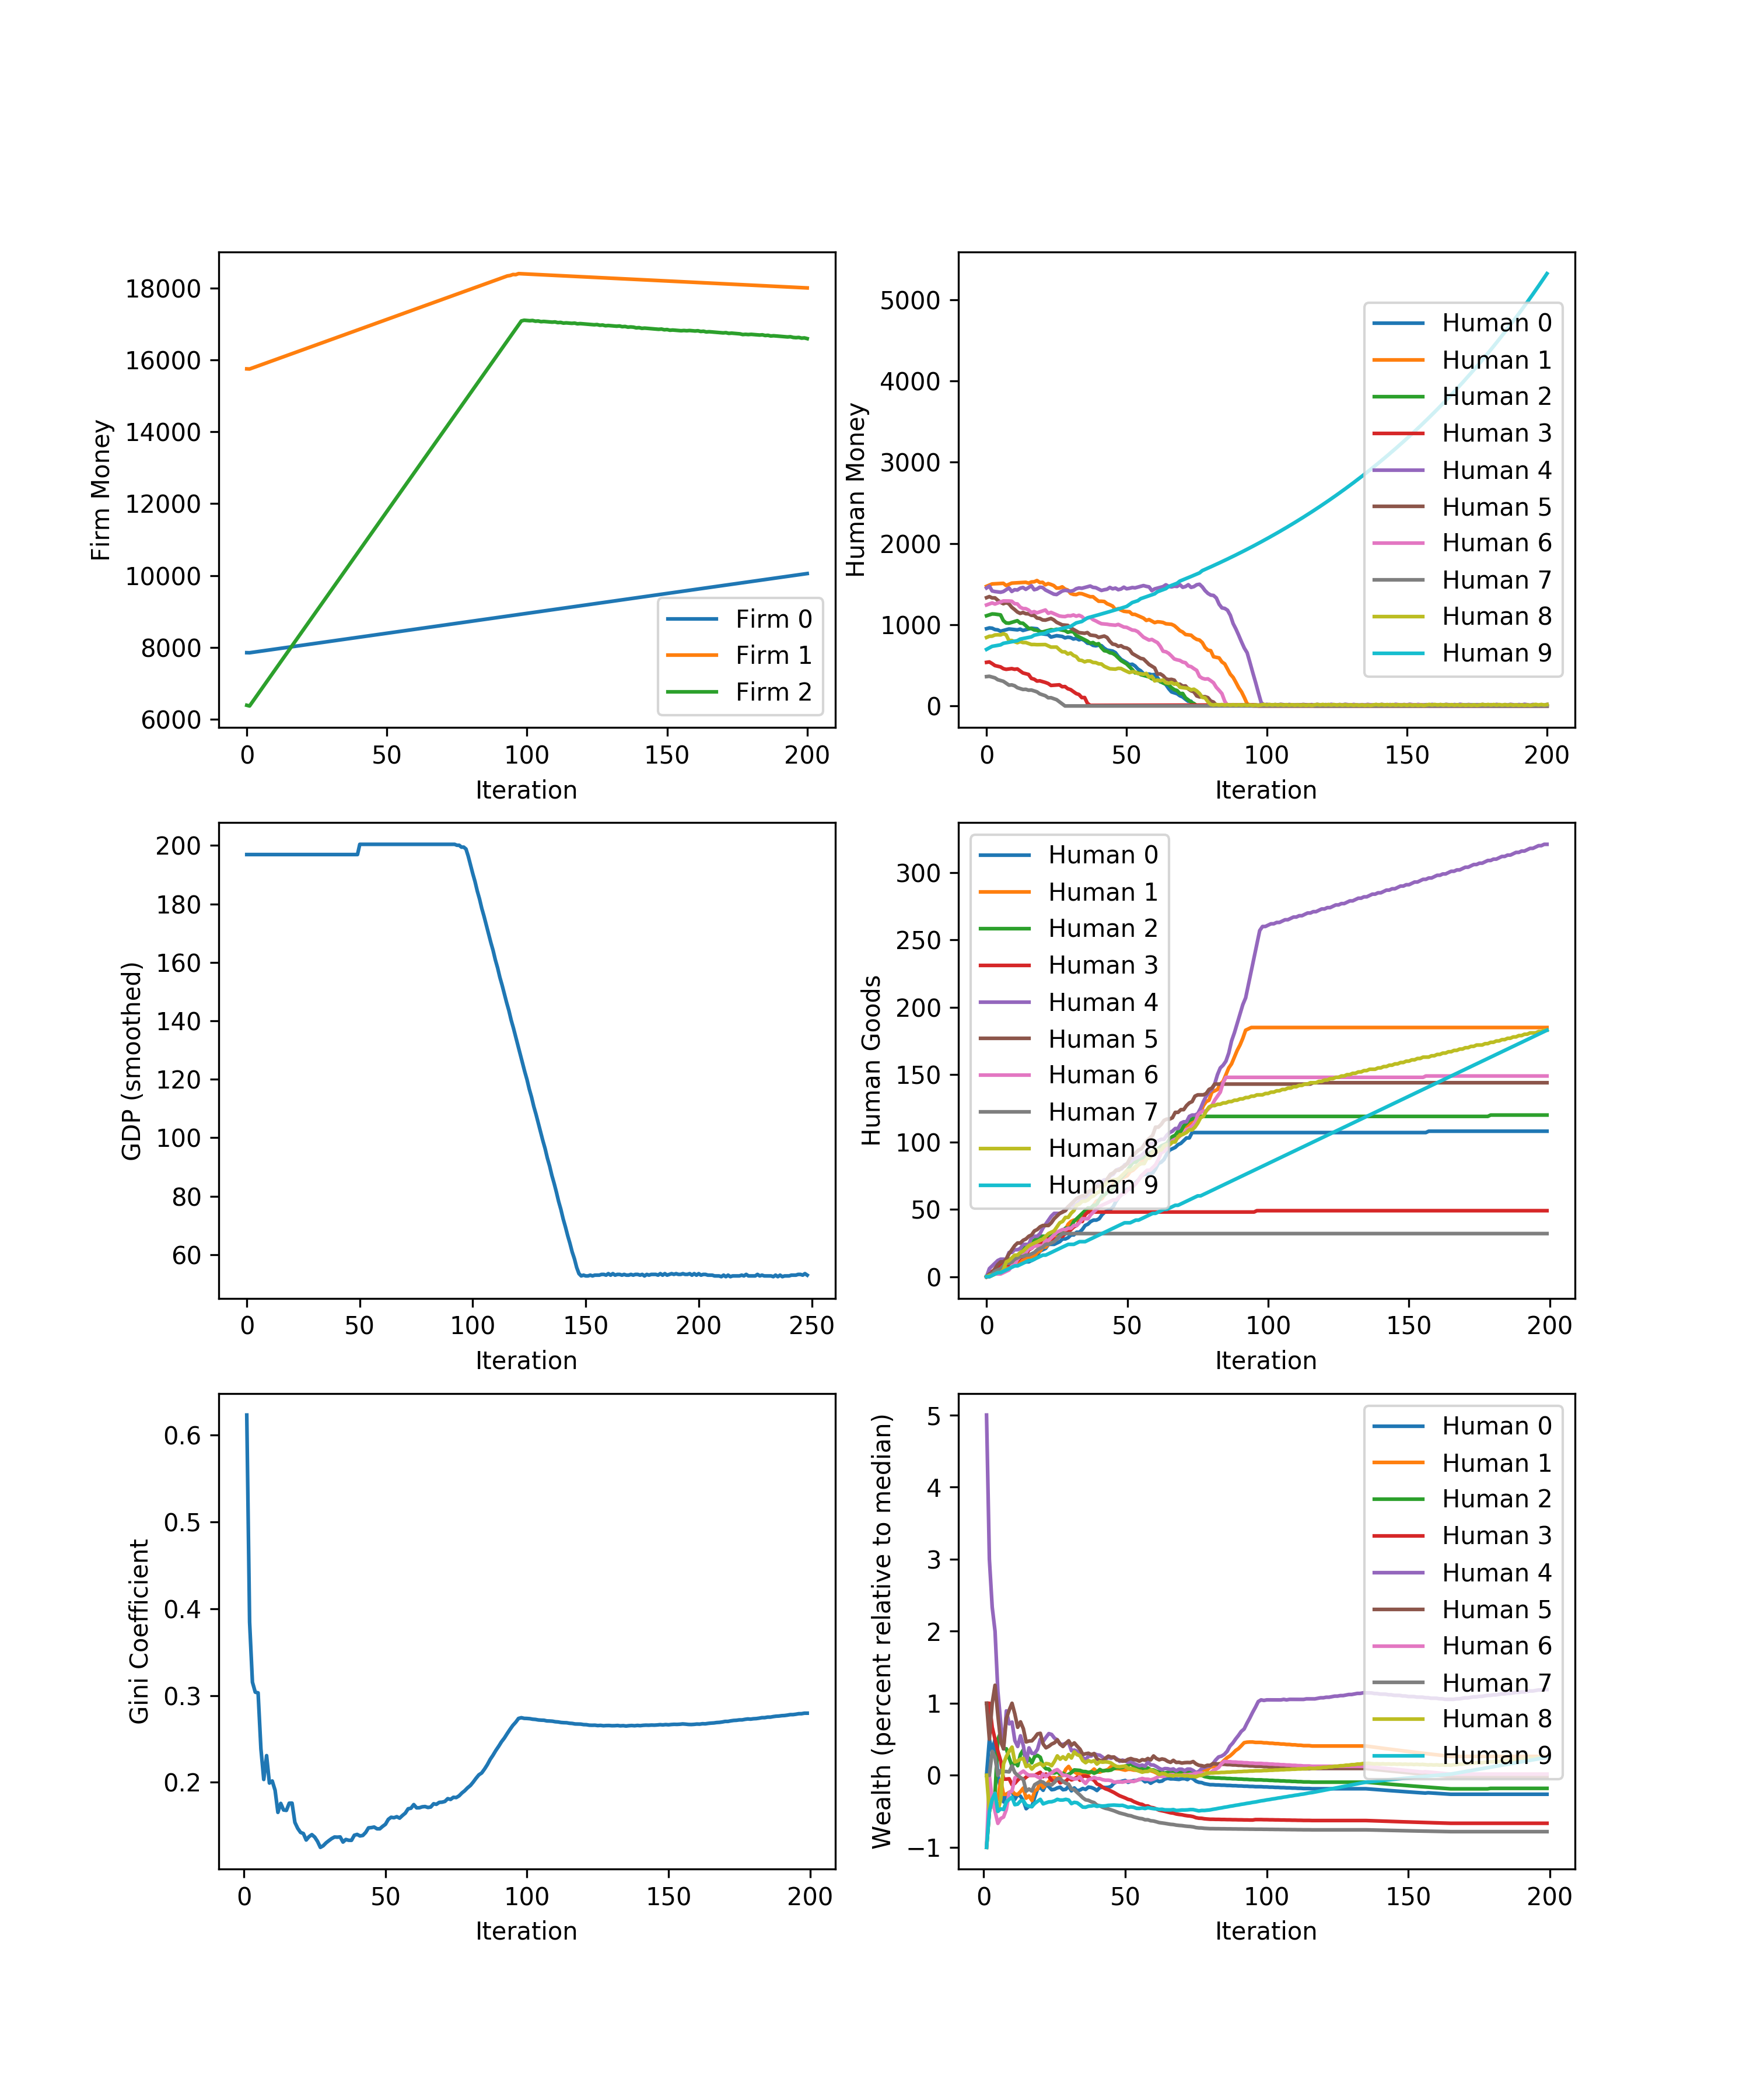 18000
16000
14000
12000
10000
8000
6000
Firm Money
0
50
100
150
200
Iteration
Firm 0
Firm 1
Firm 2
5000
4000
3000
2000
1000
0
Human Money
0
50
100
150
200
Iteration
Human 0
Human 1
Human 2
Human 3
Human 4
Human 5
Human 6
Human 7
Human 8
Human 9
200
180
160
140
120
100
80
60
GDP (smoothed)
0
50
100
150
200
250
Iteration
300
250
200
150
100
50
0
Human Goods
0
50
100
150
200
Iteration
Human 0
Human 1
Human 2
Human 3
Human 4
Human 5
Human 6
Human 7
Human 8
Human 9
0.6
0.5
0.4
0.3
0.2
Gini Coefficient
0
50
100
150
200
Iteration
5
4
3
2
1
0
−1
Wealth (percent relative to median)
0
50
100
150
200
Iteration
Human 0
Human 1
Human 2
Human 3
Human 4
Human 5
Human 6
Human 7
Human 8
Human 9